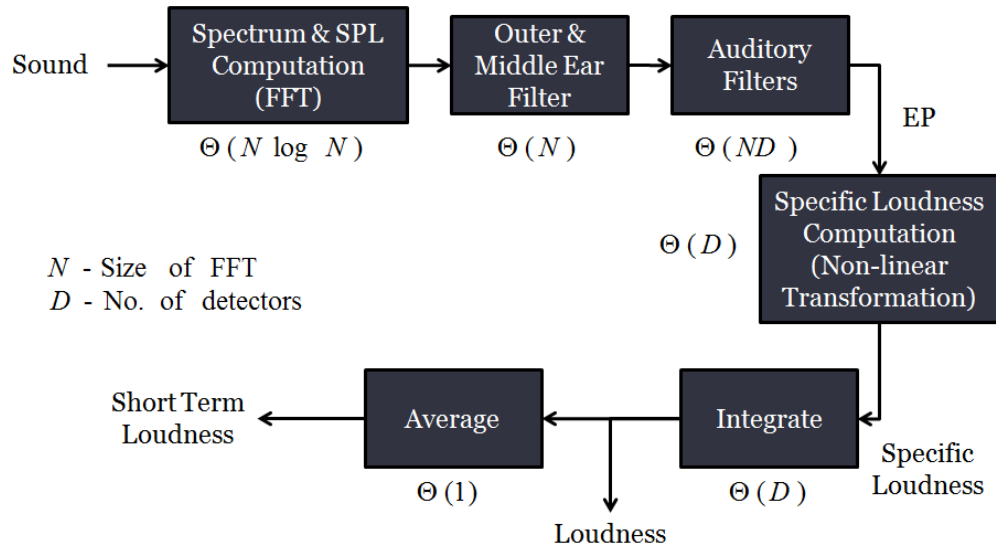 Sound
Spectrum & SPL
Computation
(FFT)
Θ ( N log N )
Outer &
Middle Ear
Filter
Θ ( N )
Auditory
Filters
Θ ( ND )
EP
Specific Loudness
Computation
(Non-linear
Transformation)
Θ ( D )
N - Size of FFT
D - No. of detectors
Specific
Loudness
Integrate
Θ ( D )
Loudness
Average
Θ ( 1 )
Short Term
Loudness